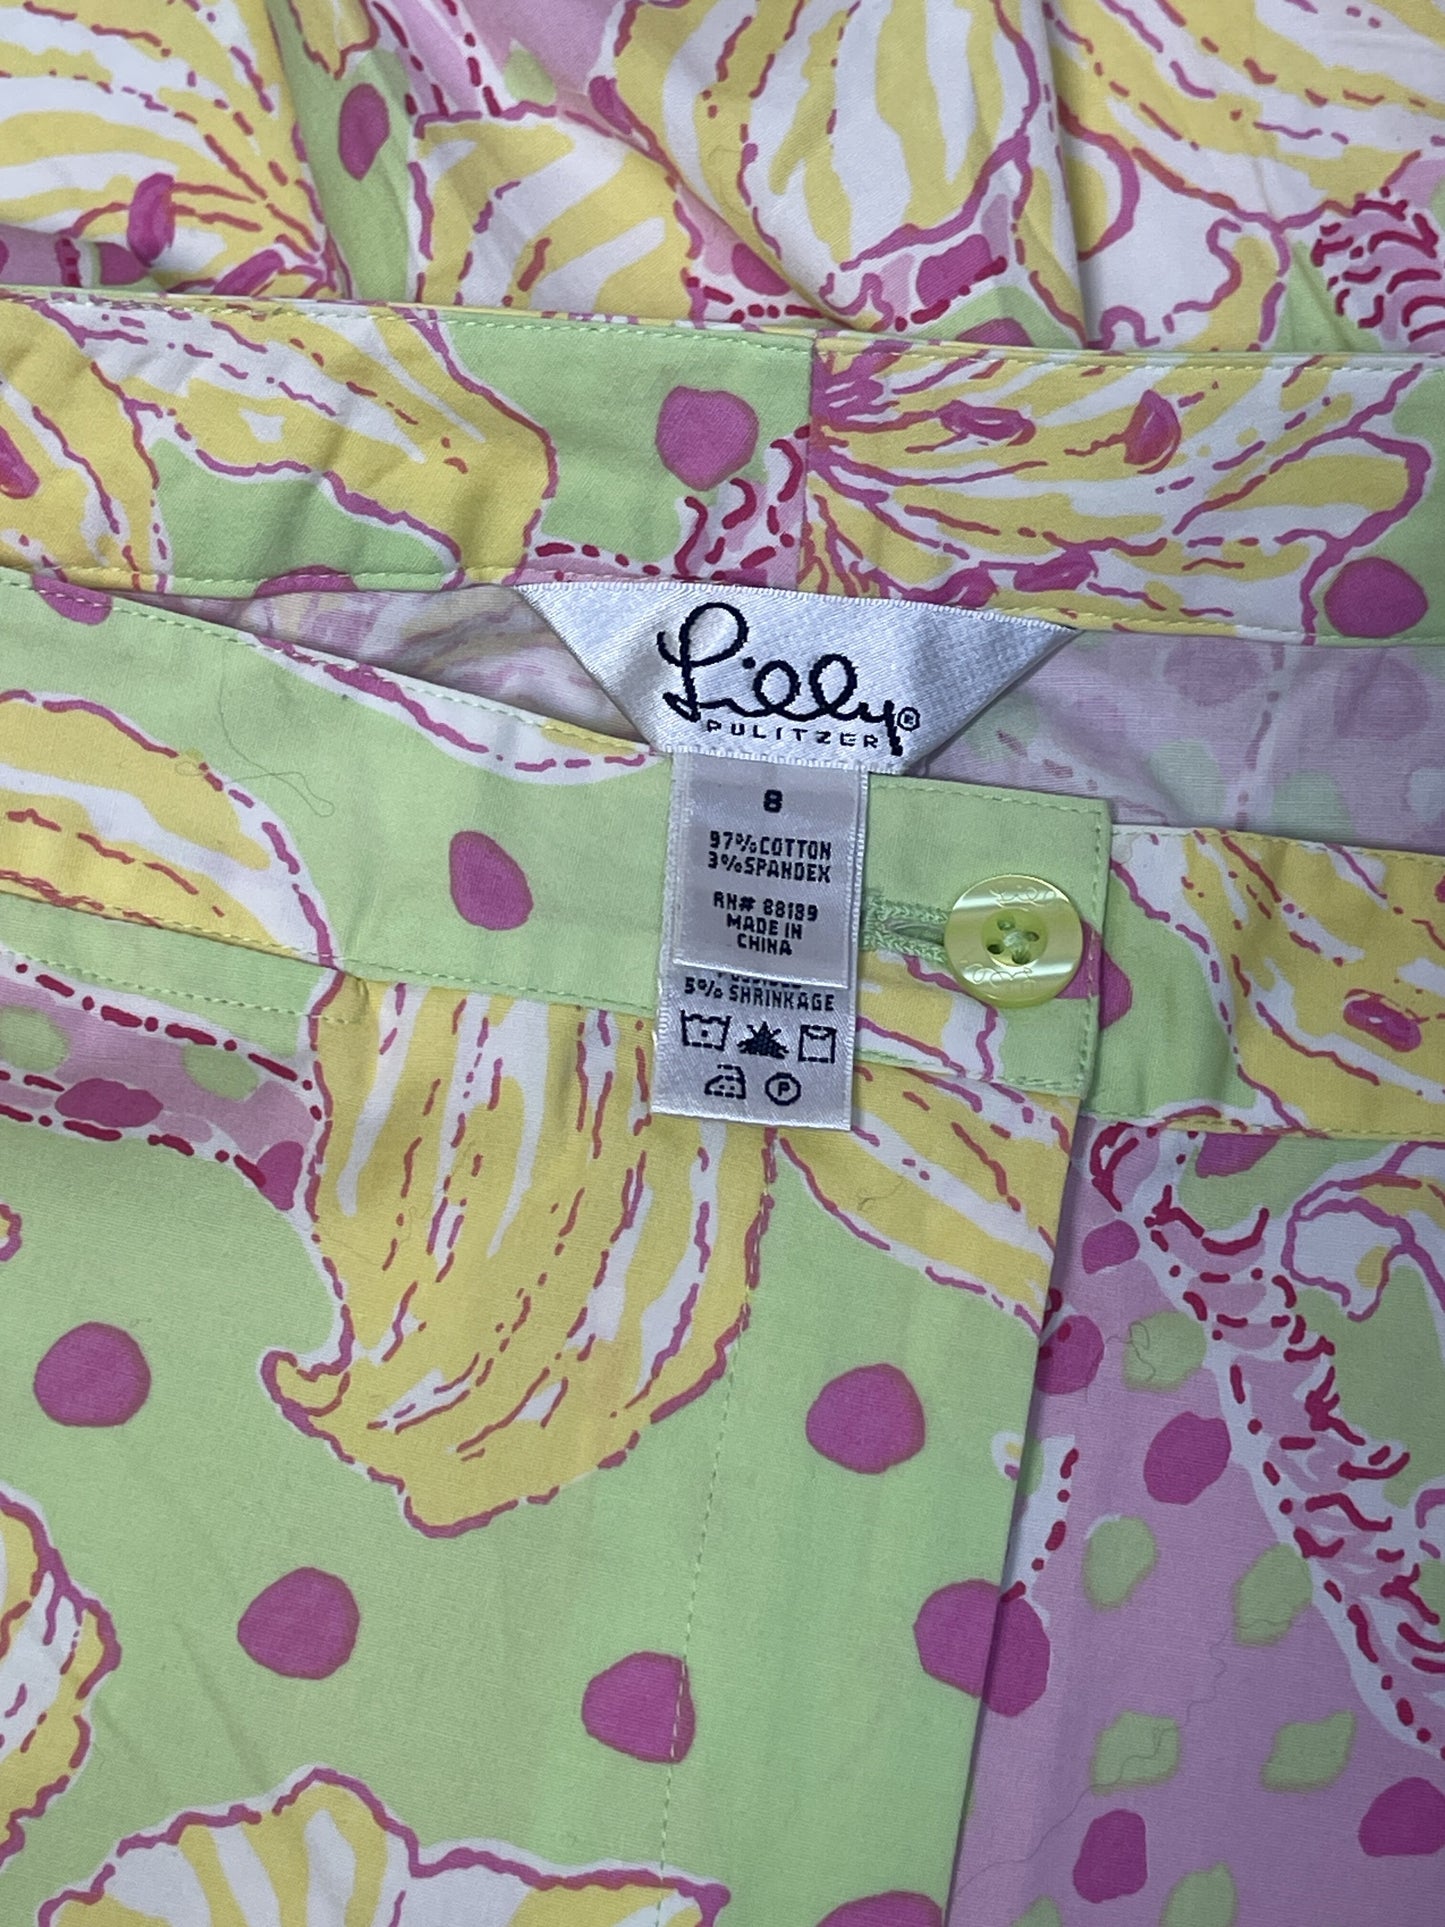 Lilly®
PULITZER
8
97% COTTON
3% SPANDEX
RN# 88189
MADE IN
CHINA
5% SHRINKAGE
P